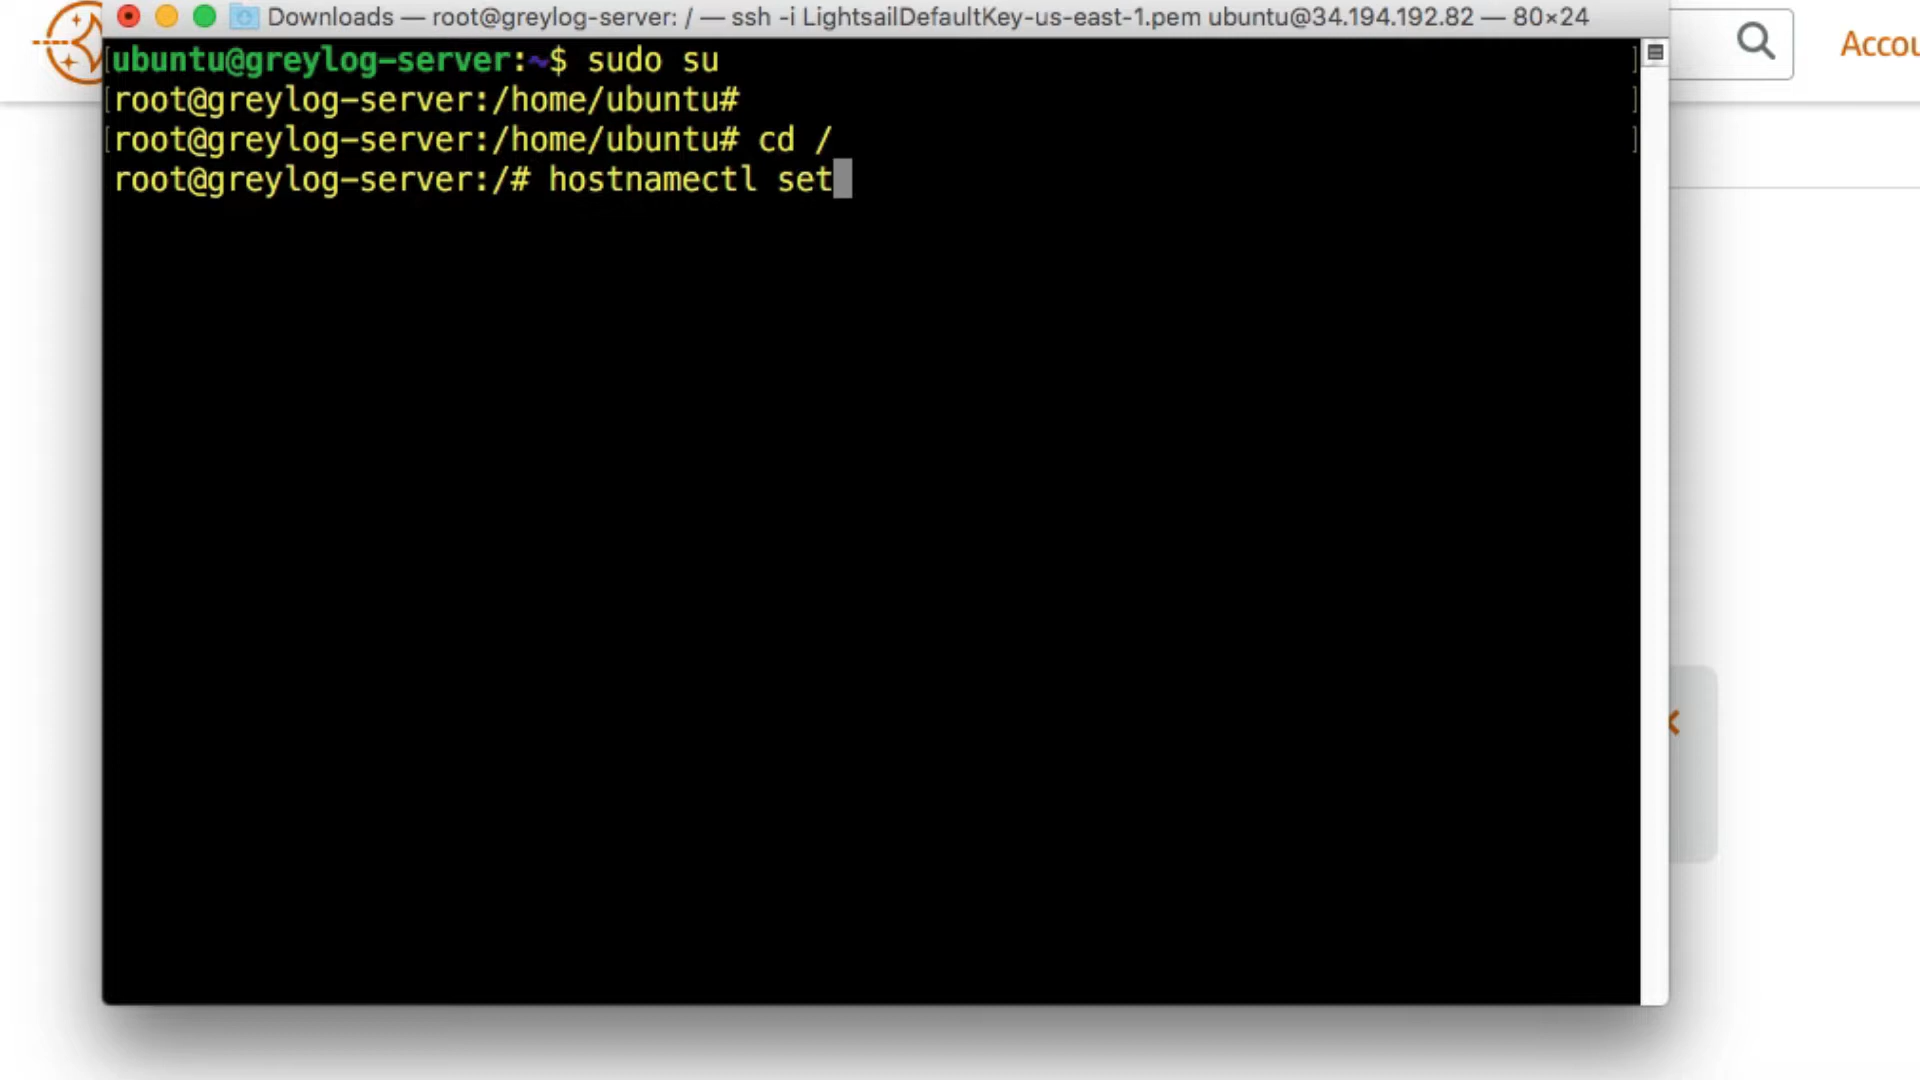 Downloads — root@greylog-server: / — ssh -i LightsailDefaultKey-us-east-1.pem ubuntu@34.194.192.82 — 80×24
Accou
ubuntu@greylog-server:~$ sudo su
root@greylog-server:/home/ubuntu#
root@greylog-server:/home/ubuntu# cd /
root@greylog-server:/# hostnamectl set